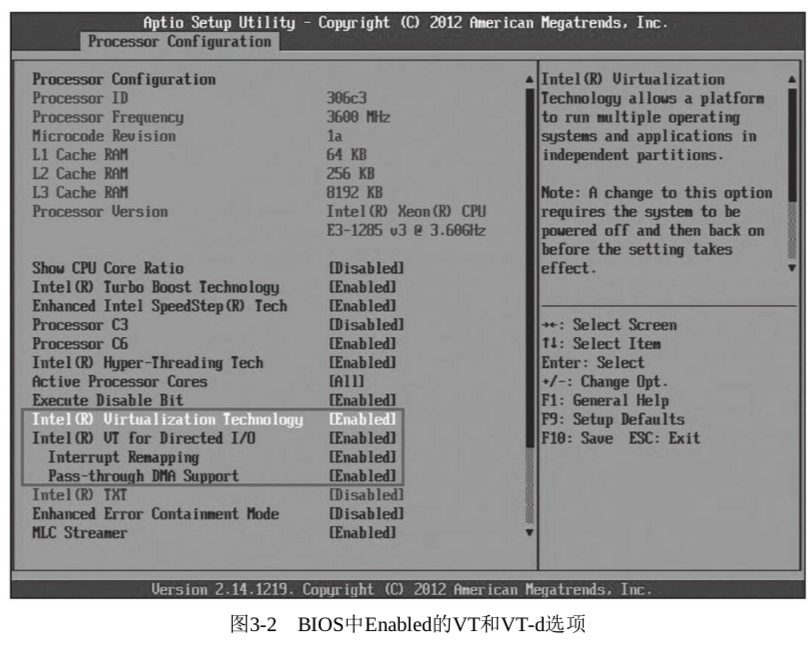 Aptio Setup Utility - Copyright (C) 2012 American Megatrends, Inc.
Processor Configuration
Processor Configuration
Processor ID 306c3
Processor Frequency 3600 MHz
Microcode Revision 1a
L1 Cache RAM 64 KB
L2 Cache RAM 256 KB
L3 Cache RAM 8192 KB
Processor Version Intel(R) Xeon(R) CPU
E3-1285 v3 @ 3.60GHz
Show CPU Core Ratio [Disabled]
Intel(R) Turbo Boost Technology [Enabled]
Enhanced Intel SpeedStep(R) Tech [Enabled]
Processor C3 [Disabled]
Processor C6 [Enabled]
Intel(R) Hyper-Threading Tech [Enabled]
Active Processor Cores [All]
Execute Disable Bit [Enabled]
Intel(R) Virtualization Technology [Enabled]
Intel(R) VT for Directed I/O [Enabled]
Interrupt Remapping [Enabled]
Pass-through DMA Support [Enabled]
Intel(R) TXT [Disabled]
Enhanced Error Containment Mode [Disabled]
MLC Streamer [Enabled]
Intel(R) Virtualization
Technology allows a platform
to run multiple operating
systems and applications in
independent partitions.
Note: A change to this option
requires the system to be
powered off and then back on
before the setting takes
effect.
→←: Select Screen
↑↓: Select Item
Enter: Select
+/-: Change Opt.
F1: General Help
F9: Setup Defaults
F10: Save ESC: Exit
Version 2.14.1219. Copyright (C) 2012 American Megatrends, Inc.
图3-2 BIOS中Enabled的VT和VT-d选项